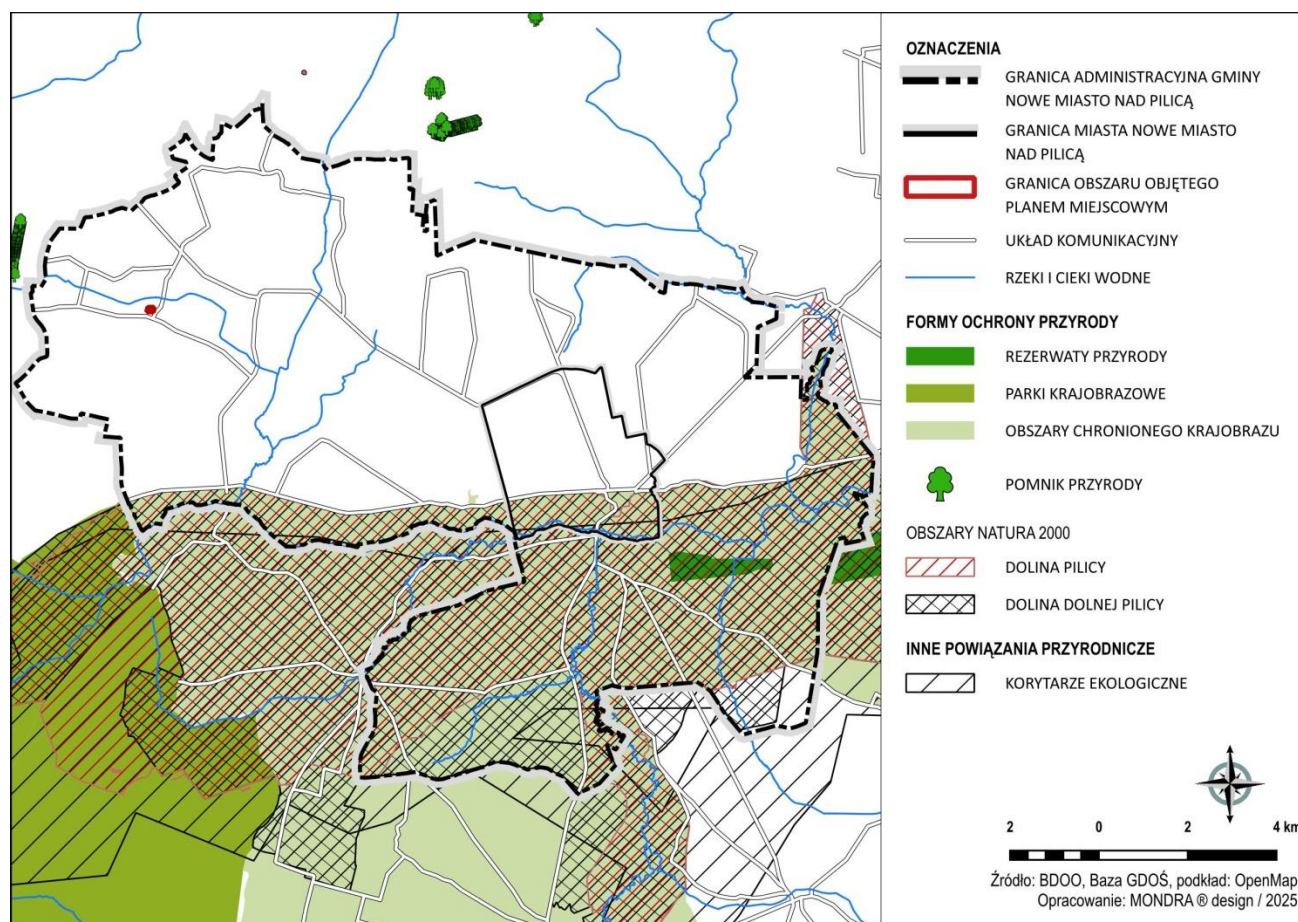 OZNACZENIA
GRANICA ADMINISTRACYJNA GMINY
NOWE MIASTO NAD PILICĄ
GRANICA MIASTA NOWE MIASTO
NAD PILICĄ
GRANICA OBSZARU OBJĘTEGO
PLANEM MIEJSCOWYM
UKŁAD KOMUNIKACYJNY
RZEKI I CIEKI WODNE
FORMY OCHRONY PRZYRODY
REZERWATY PRZYRODY
PARKI KRAJOBRAZOWE
OBSZARY CHRONIONEGO KRAJOBRAZU
POMNIK PRZYRODY
OBSZARY NATURA 2000
DOLINA PILICY
DOLINA DOLNEJ PILICY
INNE POWIĄZANIA PRZYRODNICZE
KORYTARZE EKOLOGICZNE
2 0 2 4 km
Źródło: BDOO, Baza GDOŚ, podkład: OpenMap
Opracowanie: MONDRA ® design / 2025